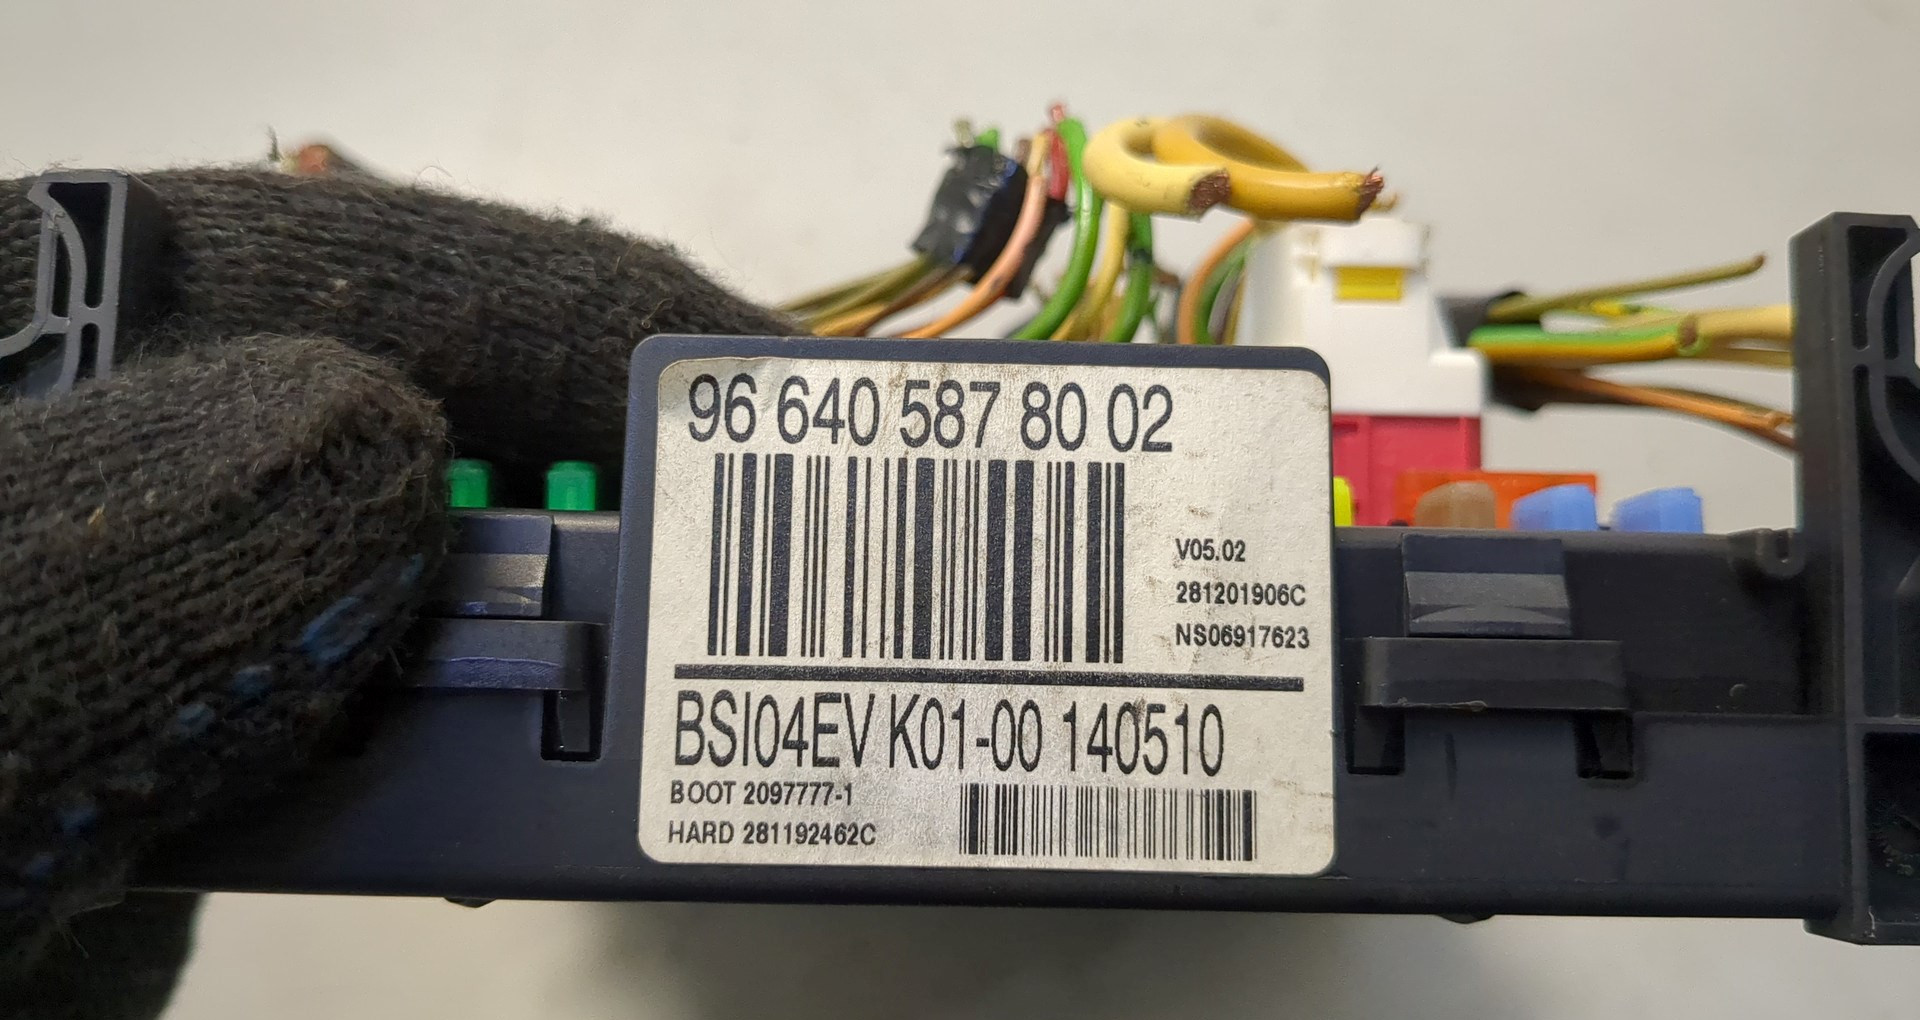 96 640 587 80 02
V05.02
281201906C
NS06917623
BSI04EV K01-00 140510
BOOT 2097777-1
HARD 281192462C